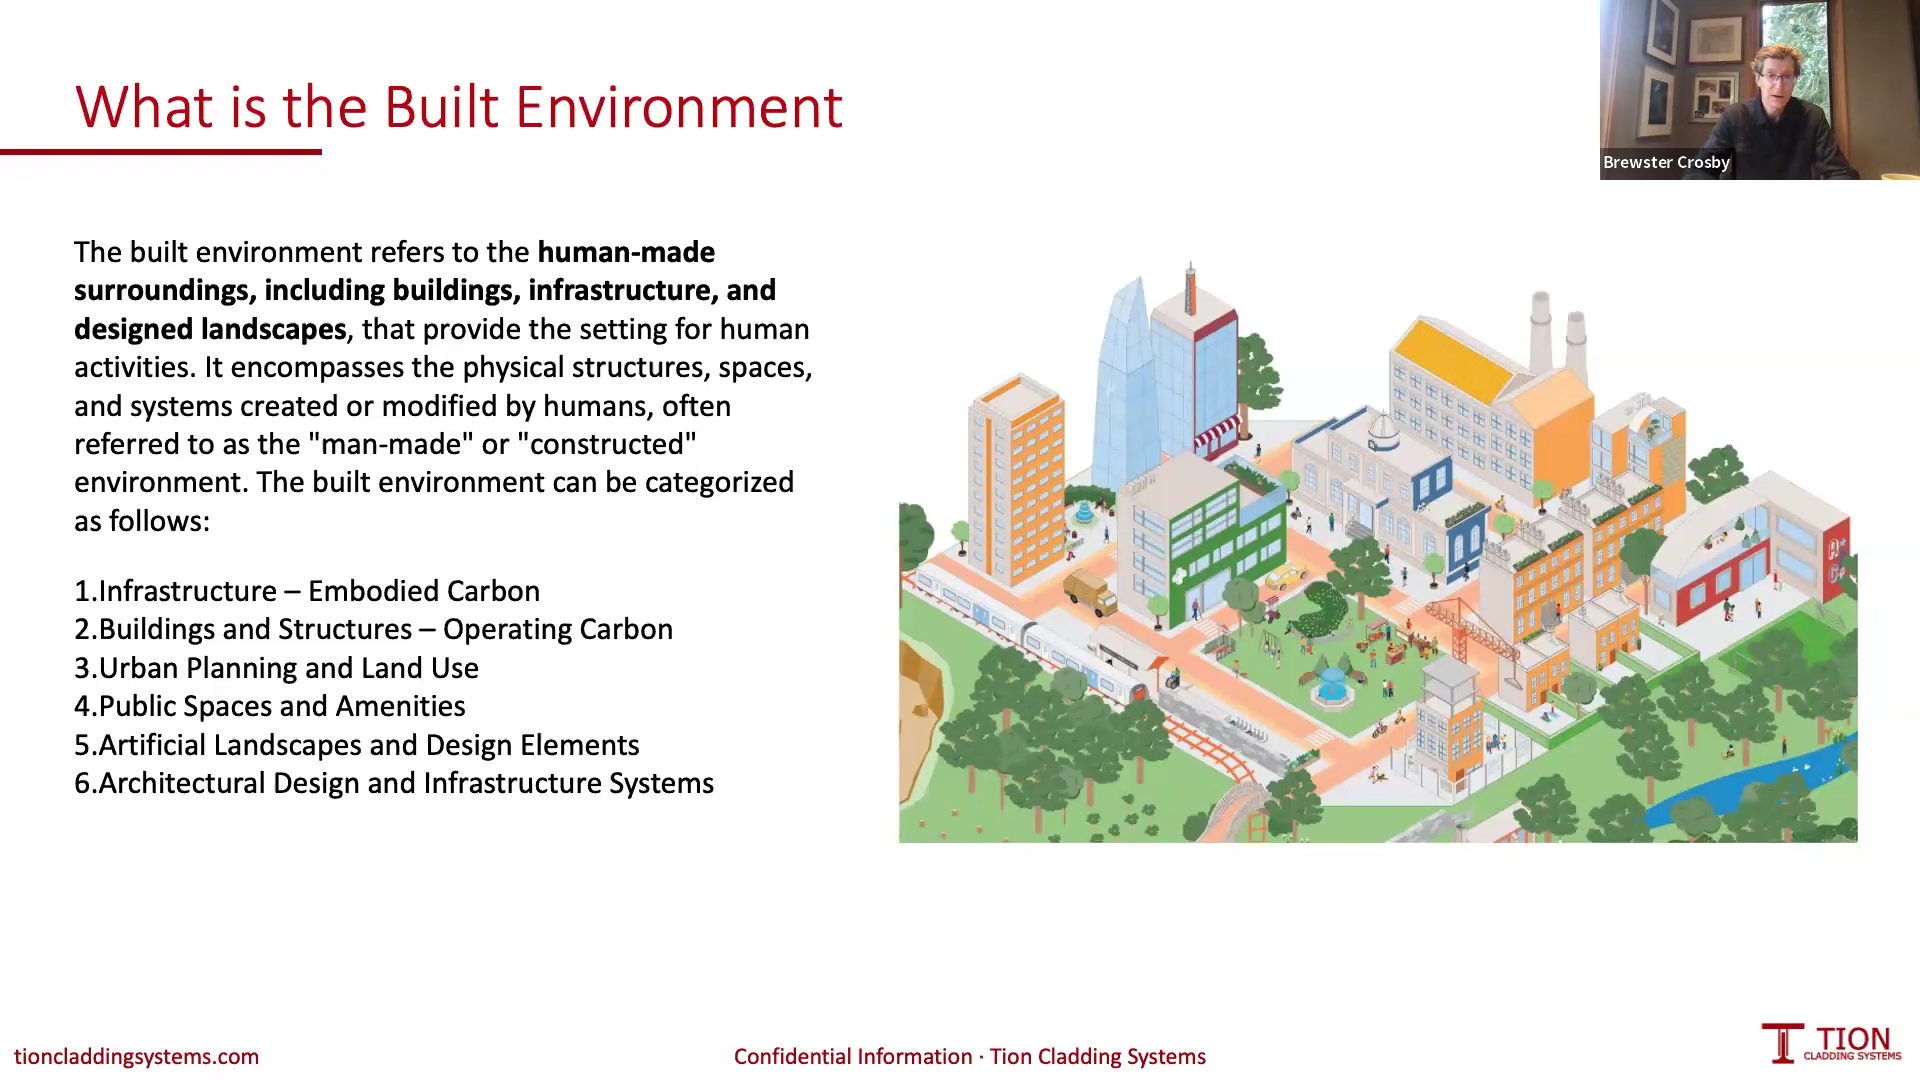 What is the Built Environment
Brewster Crosby
The built environment refers to the human-made
surroundings, including buildings, infrastructure, and
designed landscapes, that provide the setting for human
activities. It encompasses the physical structures, spaces,
and systems created or modified by humans, often
referred to as the "man-made" or "constructed"
environment. The built environment can be categorized
as follows:
1.Infrastructure – Embodied Carbon
2.Buildings and Structures – Operating Carbon
3.Urban Planning and Land Use
4.Public Spaces and Amenities
5.Artificial Landscapes and Design Elements
6.Architectural Design and Infrastructure Systems
tioncladdingsystems.com
Confidential Information · Tion Cladding Systems
TION
CLADDING SYSTEMS